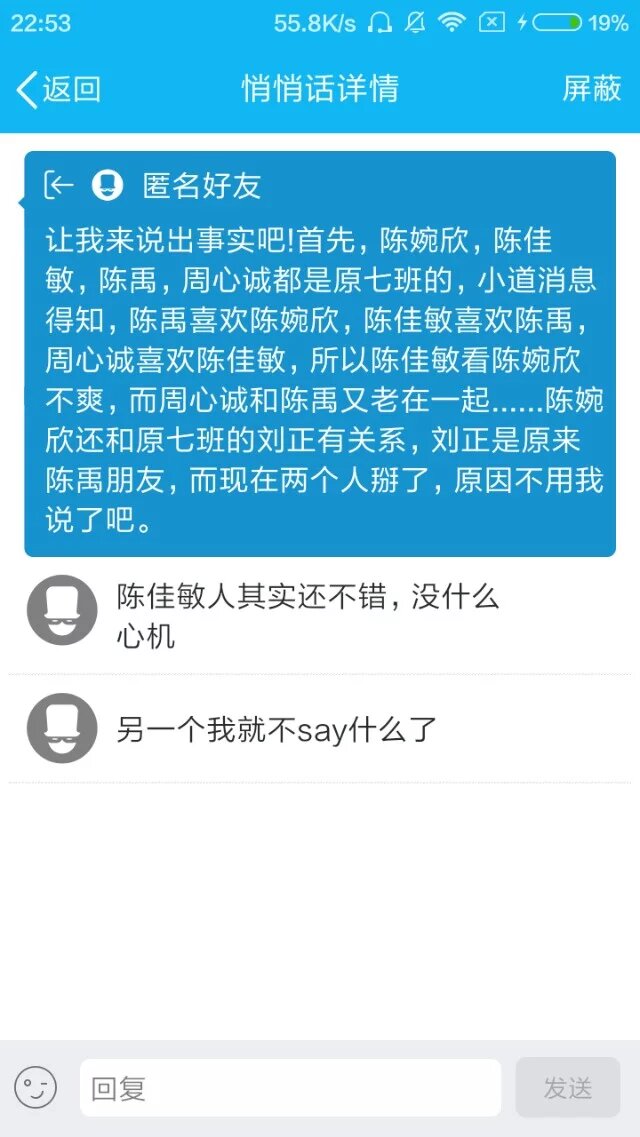 22:53 55.8K/s 19%
返回 悄悄话详情 屏蔽
匿名好友
让我来说出事实吧!首先，陈婉欣，陈佳
敏，陈禹，周心诚都是原七班的，小道消息
得知，陈禹喜欢陈婉欣，陈佳敏喜欢陈禹，
周心诚喜欢陈佳敏，所以陈佳敏看陈婉欣
不爽，而周心诚和陈禹又老在一起......陈婉
欣还和原七班的刘正有关系，刘正是原来
陈禹朋友，而现在两个人掰了，原因不用我
说了吧。
陈佳敏人其实还不错，没什么
心机
另一个我就不say什么了
回复 发送